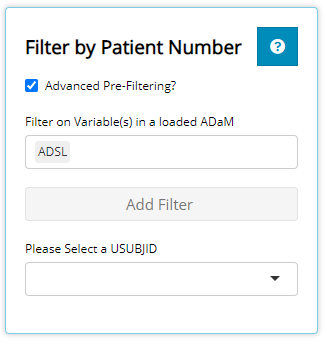 Filter by Patient Number
?
Advanced Pre-Filtering?
Filter on Variable(s) in a loaded ADaM
ADSL
Add Filter
Please Select a USUBJID